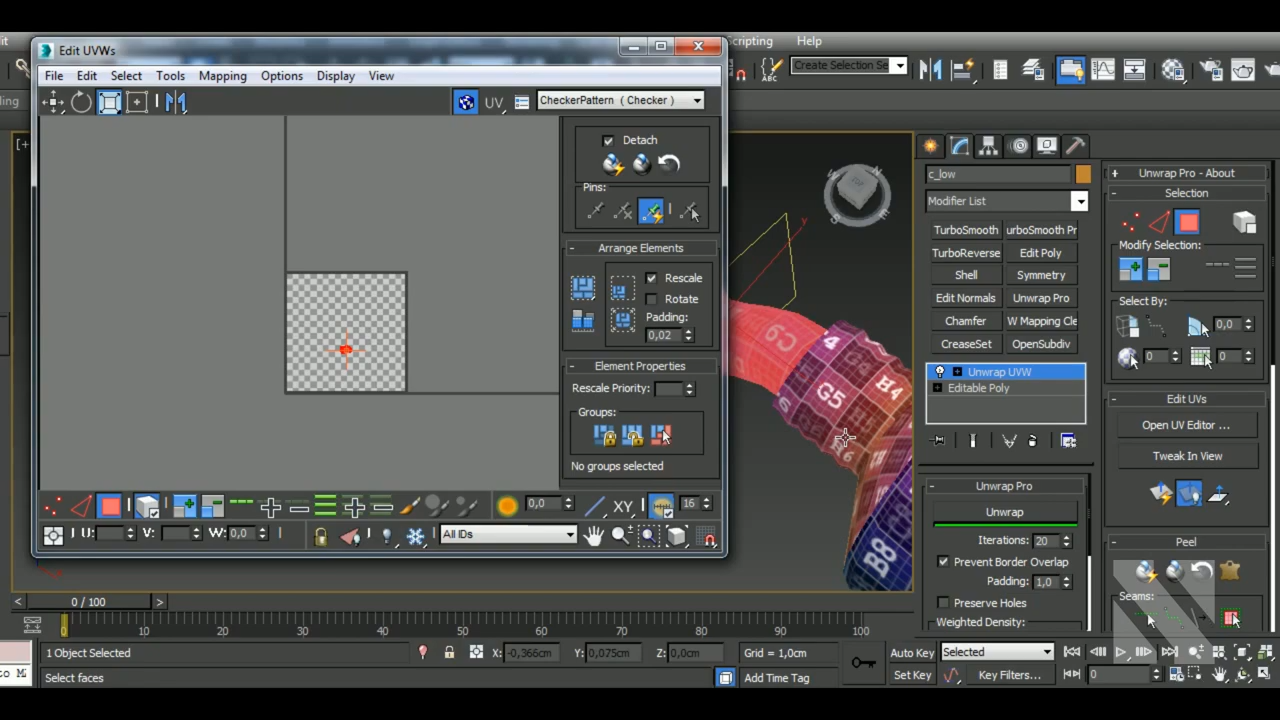 Edit UVWs
Scripting Help
File Edit Select Tools Mapping Options Display View
Create Selection Se
ABC
UV
CheckerPattern ( Checker )
Detach
Pins:
Arrange Elements
Rescale
Rotate
Padding:
0,02
Element Properties
Rescale Priority:
Groups:
No groups selected
0,0
XY
16
U: V: W: 0,0
All IDs
c_low
Modifier List
TurboSmooth urboSmooth Pr
TurboReverse Edit Poly
Shell Symmetry
Edit Normals Unwrap Pro
Chamfer W Mapping Cle
CreaseSet OpenSubdiv
Unwrap UVW
Editable Poly
Unwrap Pro
Unwrap
Iterations: 20
Prevent Border Overlap
Padding: 1,0
Preserve Holes
Weighted Density:
Unwrap Pro - About
Selection
Modify Selection:
Select By:
0,0
0 0
Edit UVs
Open UV Editor ...
Tweak In View
Peel
Seams:
G5
H4
B8
0 / 100
0 10 20 30 40 50 60 70 80 90 100
1 Object Selected
X: -0,366cm Y: 0,075cm Z: 0,0cm
Grid = 1,0cm
Auto Key Selected
Select faces
Add Time Tag
Set Key Key Filters...
0